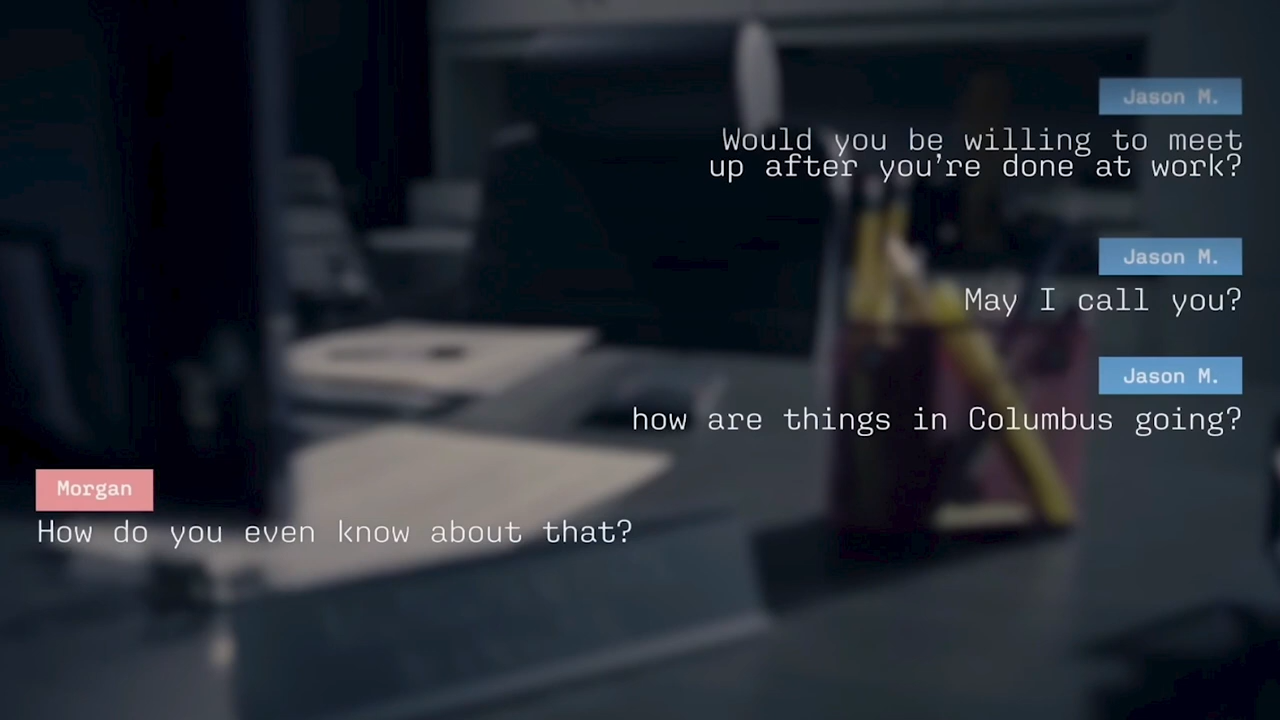 Jason M.
Would you be willing to meet
up after you’re done at work?
Jason M.
May I call you?
Jason M.
how are things in Columbus going?
Morgan
How do you even know about that?